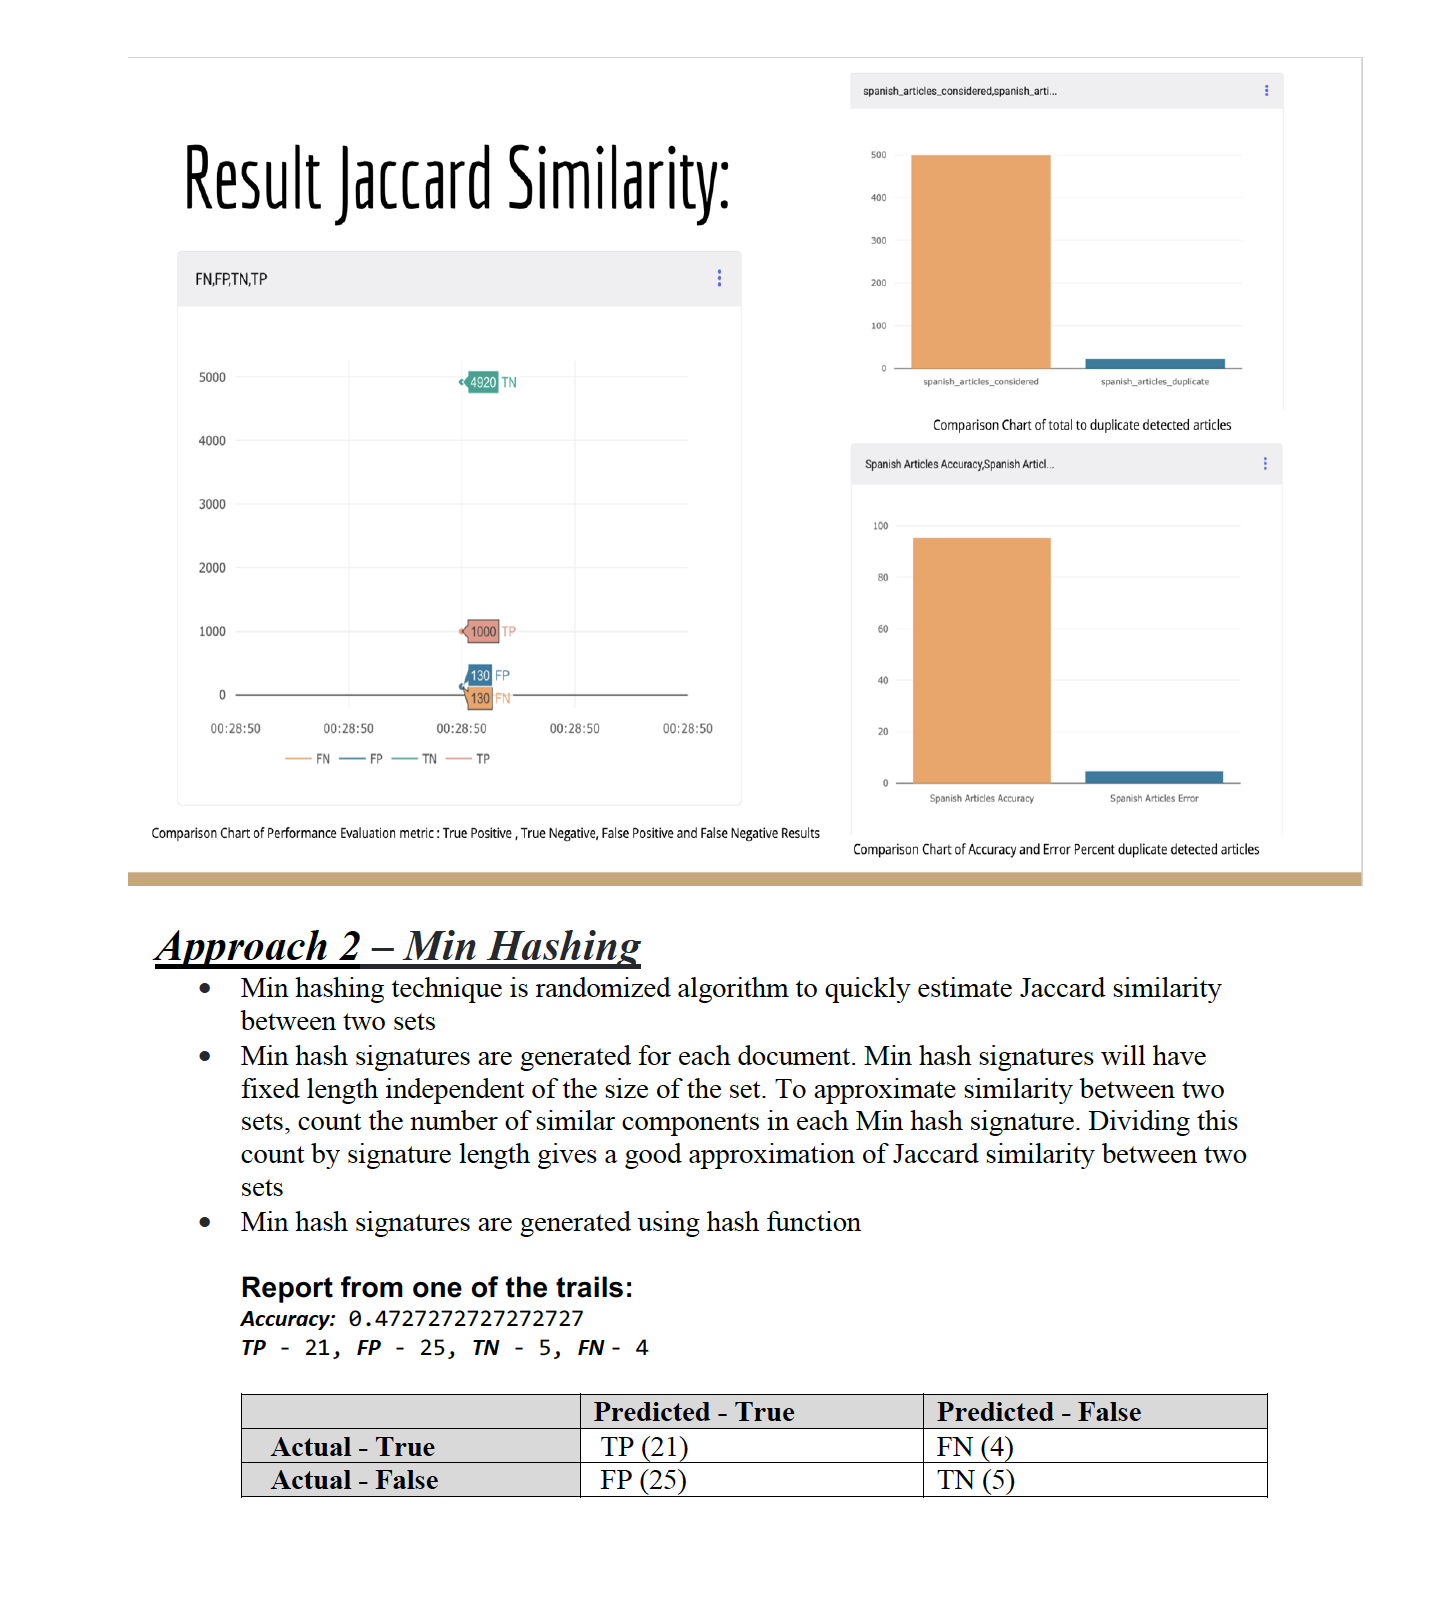 Result Jaccard Similarity:
FN,FP,TN,TP
5000
4000
3000
2000
1000
0
4920 TN
1000 TP
130 FP
130 FN
00:28:50 00:28:50 00:28:50 00:28:50 00:28:50
FN FP TN TP
Comparison Chart of Performance Evaluation metric : True Positive , True Negative, False Positive and False Negative Results
spanish_articles_considered,spanish_arti...
500
400
300
200
100
0
spanish_articles_considered spanish_articles_duplicate
Comparison Chart of total to duplicate detected articles
Spanish Articles Accuracy,Spanish Articl...
100
80
60
40
20
0
Spanish Articles Accuracy Spanish Articles Error
Comparison Chart of Accuracy and Error Percent duplicate detected articles
Approach 2 – Min Hashing
• Min hashing technique is randomized algorithm to quickly estimate Jaccard similarity
between two sets
• Min hash signatures are generated for each document. Min hash signatures will have
fixed length independent of the size of the set. To approximate similarity between two
sets, count the number of similar components in each Min hash signature. Dividing this
count by signature length gives a good approximation of Jaccard similarity between two
sets
• Min hash signatures are generated using hash function
Report from one of the trails:
Accuracy: 0.4727272727272727
TP - 21, FP - 25, TN - 5, FN - 4
Predicted - True Predicted - False
Actual - True TP (21) FN (4)
Actual - False FP (25) TN (5)